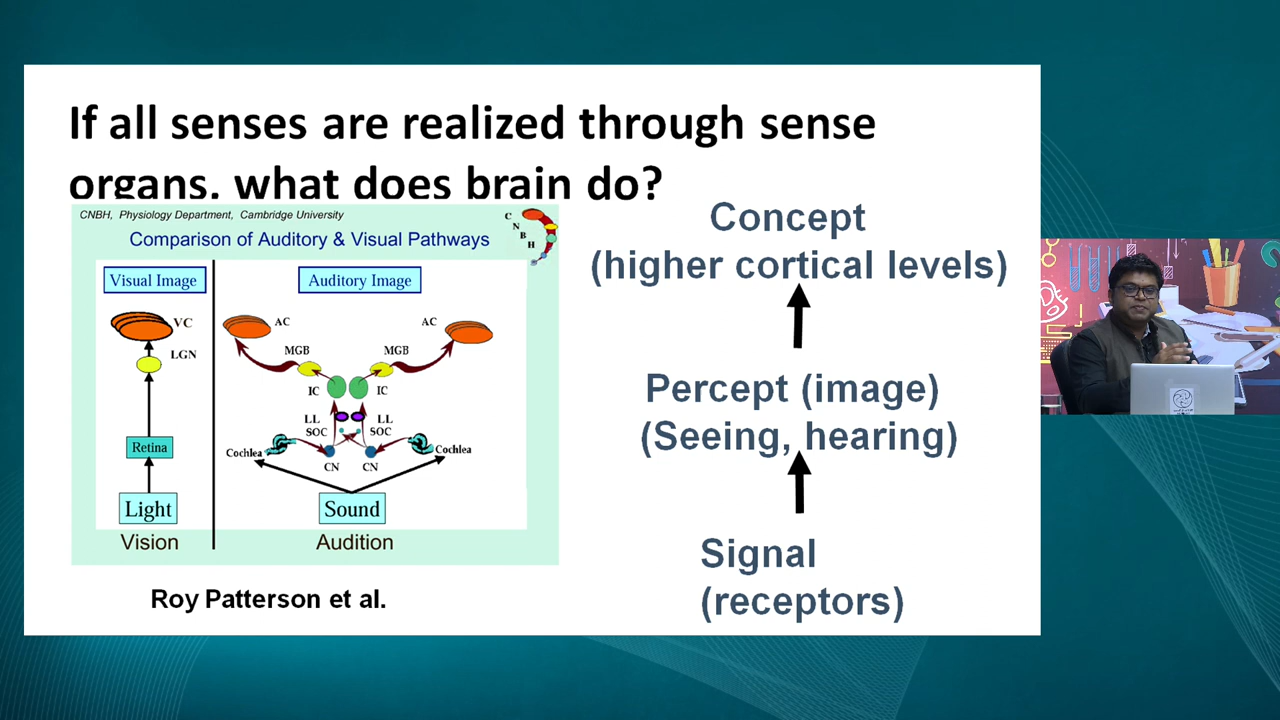 If all senses are realized through sense
organs, what does brain do?
CNBH, Physiology Department, Cambridge University
C
N
B
H
Comparison of Auditory & Visual Pathways
Visual Image
Auditory Image
VC
LGN
Retina
Light
Vision
AC
AC
MGB
MGB
IC
IC
LL
LL
SOC
SOC
Cochlea
Cochlea
CN
CN
Sound
Audition
Roy Patterson et al.
Concept
(higher cortical levels)
Percept (image)
(Seeing, hearing)
Signal
(receptors)